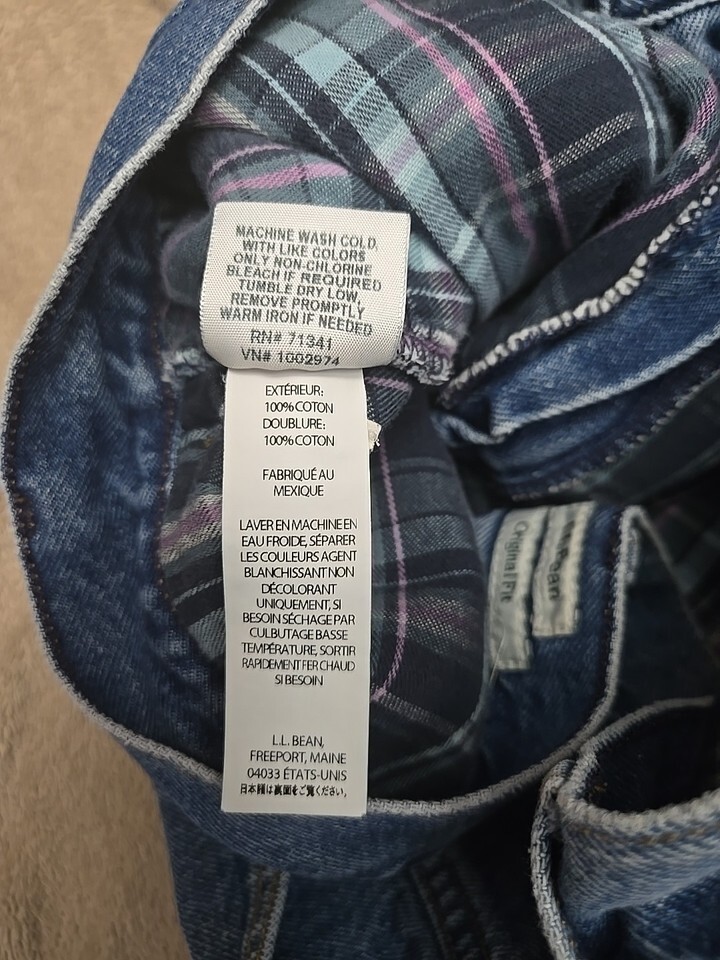 MACHINE WASH COLD,
WITH LIKE COLORS
ONLY NON-CHLORINE
BLEACH IF REQUIRED
TUMBLE DRY LOW,
REMOVE PROMPTLY
WARM IRON IF NEEDED
RN# 71341
VN# 1002974
EXTÉRIEUR:
100% COTON
DOUBLURE:
100% COTON
FABRIQUÉ AU
MEXIQUE
LAVER EN MACHINE EN
EAU FROIDE, SÉPARER
LES COULEURS AGENT
BLANCHISSANT NON
DÉCOLORANT
UNIQUEMENT, SI
BESOIN SÉCHAGE PAR
CULBUTAGE BASSE
TEMPÉRATURE, SORTIR
RAPIDEMENT FER CHAUD
SI BESOIN
L.L. BEAN,
FREEPORT, MAINE
04033 ÉTATS-UNIS
日本語は裏面をご覧ください。
Original Fit